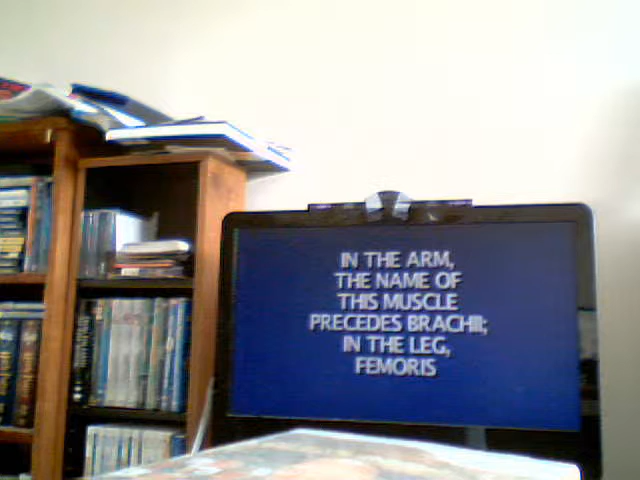 IN THE ARM,
THE NAME OF
THIS MUSCLE
PRECEDES BRACHII;
IN THE LEG,
FEMORIS